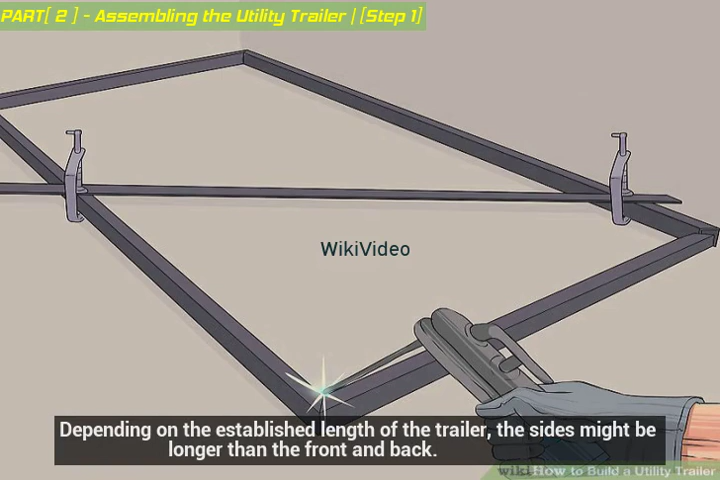 PART[ 2 ] - Assembling the Utility Trailer | [Step 1]
WikiVideo
Depending on the established length of the trailer, the sides might be
longer than the front and back.
wikiHow to Build a Utility Trailer